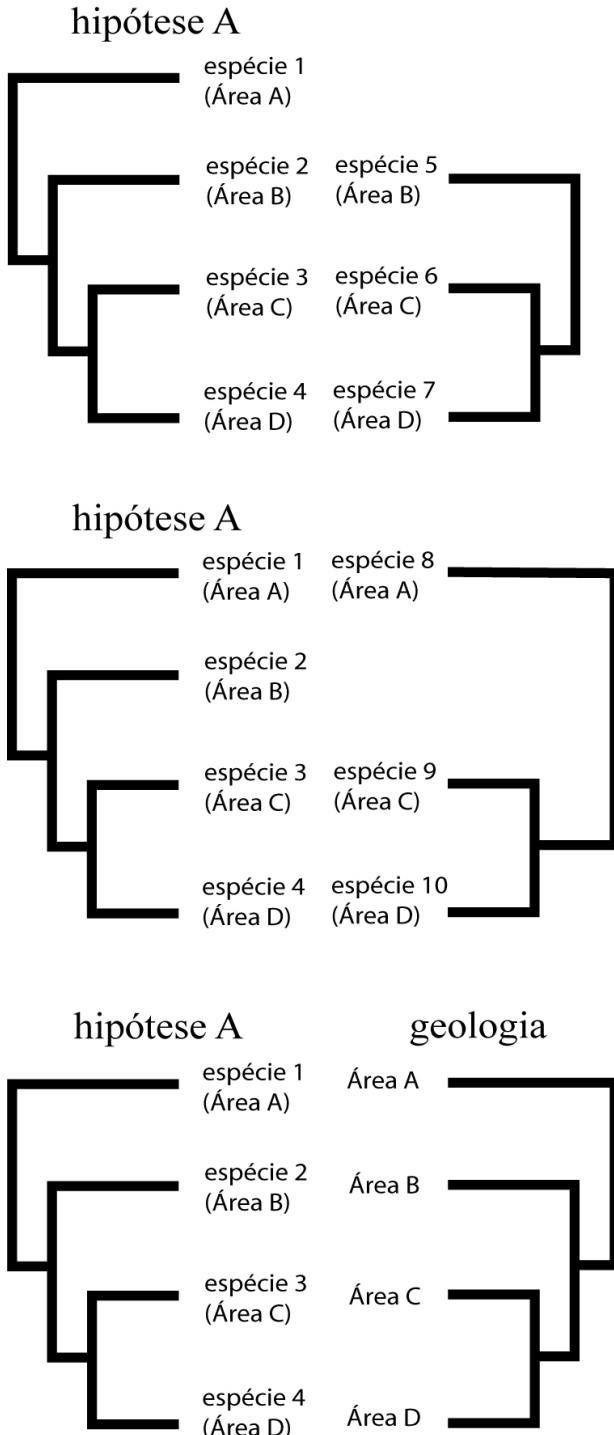 hipótese A
espécie 1
(Área A)
espécie 2
(Área B)
espécie 5
(Área B)
espécie 3
(Área C)
espécie 6
(Área C)
espécie 4
(Área D)
espécie 7
(Área D)
hipótese A
espécie 1
(Área A)
espécie 8
(Área A)
espécie 2
(Área B)
espécie 3
(Área C)
espécie 9
(Área C)
espécie 4
(Área D)
espécie 10
(Área D)
hipótese A
geologia
espécie 1
(Área A)
Área A
espécie 2
(Área B)
Área B
espécie 3
(Área C)
Área C
espécie 4
(Área D)
Área D